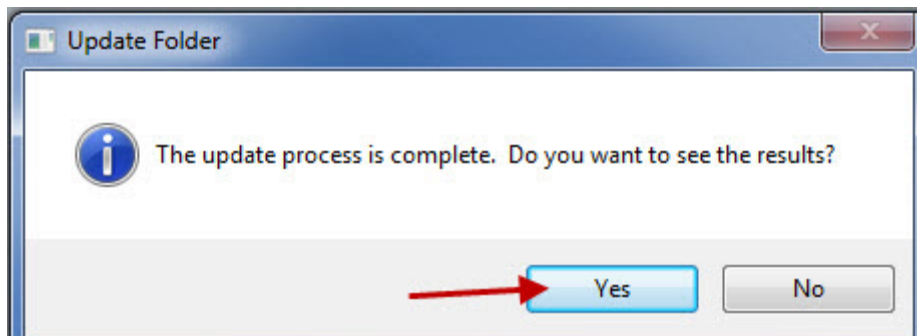 Update Folder
The update process is complete.  Do you want to see the results?
Yes
No